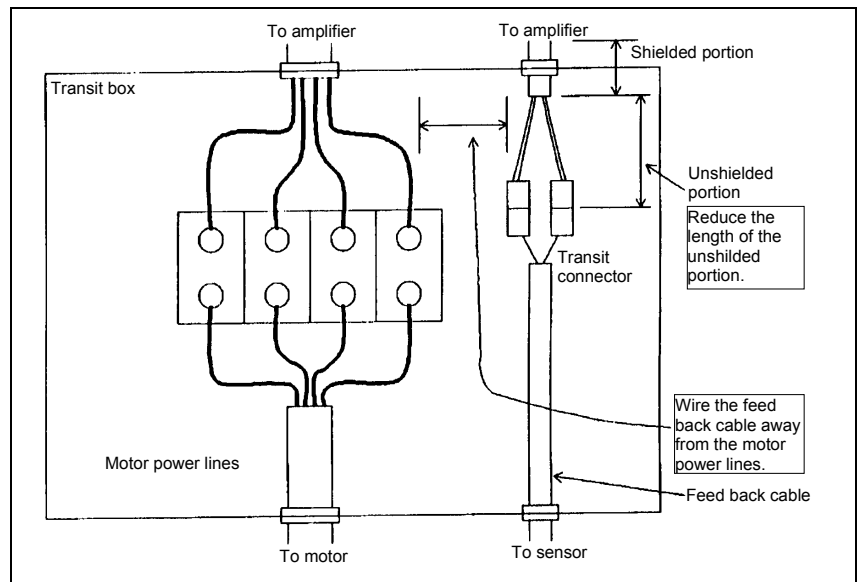 To amplifier
To amplifier
Shielded portion
Transit box
Unshielded
portion
Reduce the
length of the
unshilded
portion.
Transit
connector
Wire the feed
back cable away
from the motor
power lines.
Motor power lines
Feed back cable
To motor
To sensor